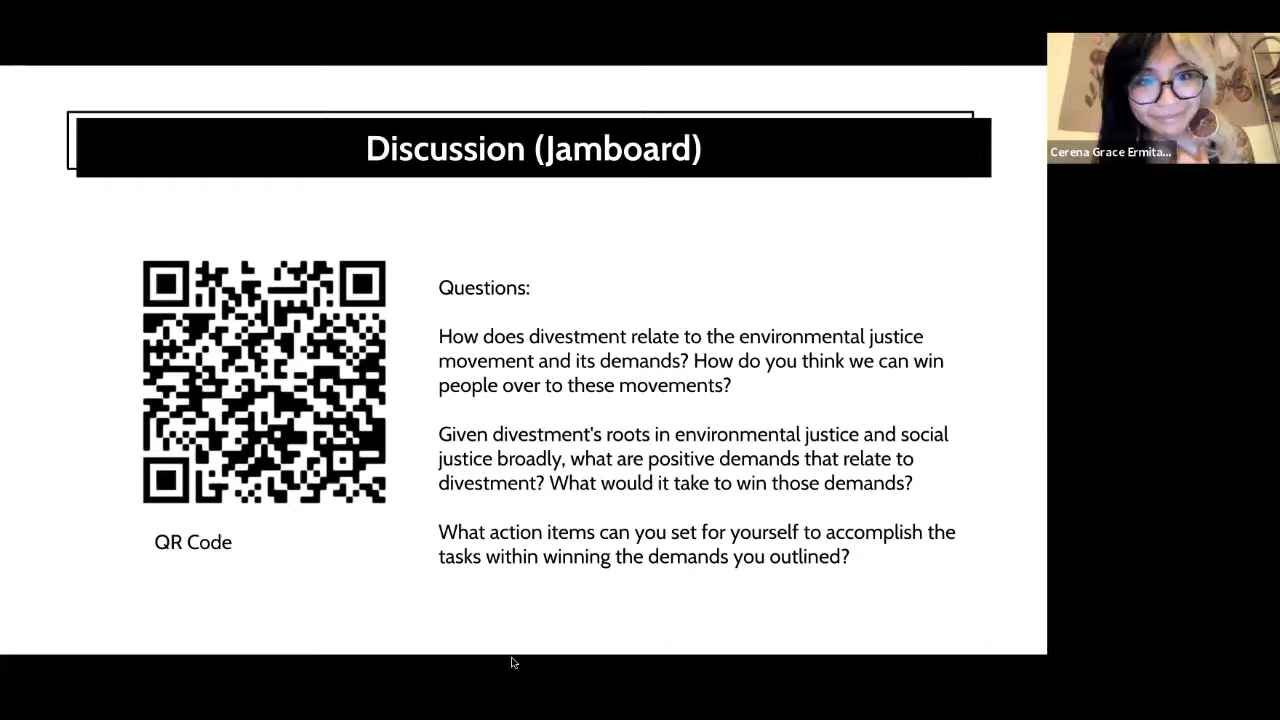 Discussion (Jamboard)
Questions:
How does divestment relate to the environmental justice
movement and its demands? How do you think we can win
people over to these movements?
Given divestment's roots in environmental justice and social
justice broadly, what are positive demands that relate to
divestment? What would it take to win those demands?
What action items can you set for yourself to accomplish the
tasks within winning the demands you outlined?
QR Code
Cerena Grace Ermita...